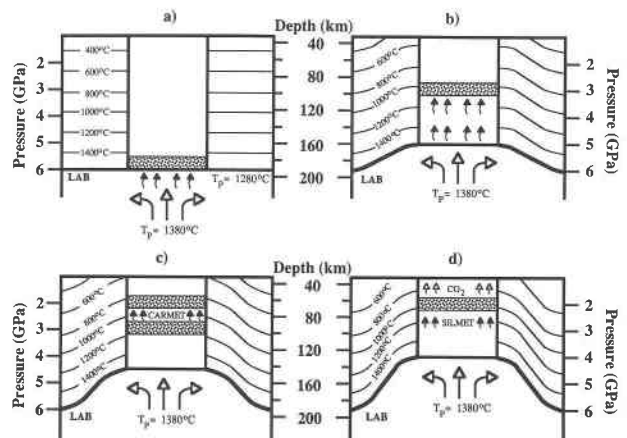 a)
Depth (km)
b)
Pressure (GPa)
2
3
4
5
6
400°C
600°C
800°C
1000°C
1200°C
1400°C
LAB
Tp= 1280°C
Tp= 1380°C
40
80
120
160
200
600°C
800°C
1000°C
1200°C
1400°C
LAB
Tp= 1380°C
2
3
4
5
6
Pressure (GPa)
c)
Depth (km)
d)
Pressure (GPa)
2
3
4
5
6
600°C
800°C
1000°C
1200°C
1400°C
CARMET
LAB
Tp= 1380°C
40
80
120
160
200
600°C
800°C
1000°C
1200°C
1400°C
CO2
SILMET
LAB
Tp= 1380°C
2
3
4
5
6
Pressure (GPa)